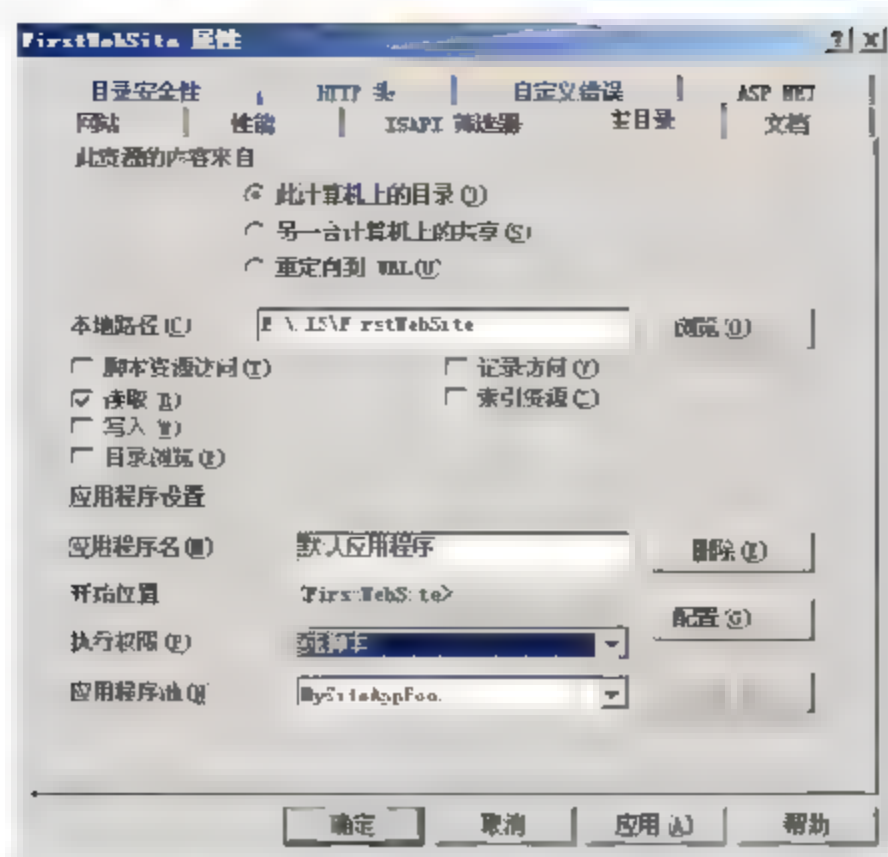 FirstWebSite 属性
目录安全性 HTTP 头 自定义错误 ASP.NET
网站 性能 ISAPI 筛选器 主目录 文档
此资源的内容来自
此计算机上的目录(D)
另一台计算机上的共享(S)
重定向到 URL(U)
本地路径(C) \FirstWebSite 浏览(O)
脚本资源访问(T) 记录访问(V)
读取(R) 索引资源(I)
写入(W)
目录浏览(B)
应用程序设置
应用程序名(M) 默认应用程序 删除(E)
开始位置 <FirstWebSite>
执行权限(P) 纯脚本 配置(G)
应用程序池(N) MySiteAppPool
确定 取消 应用(A) 帮助